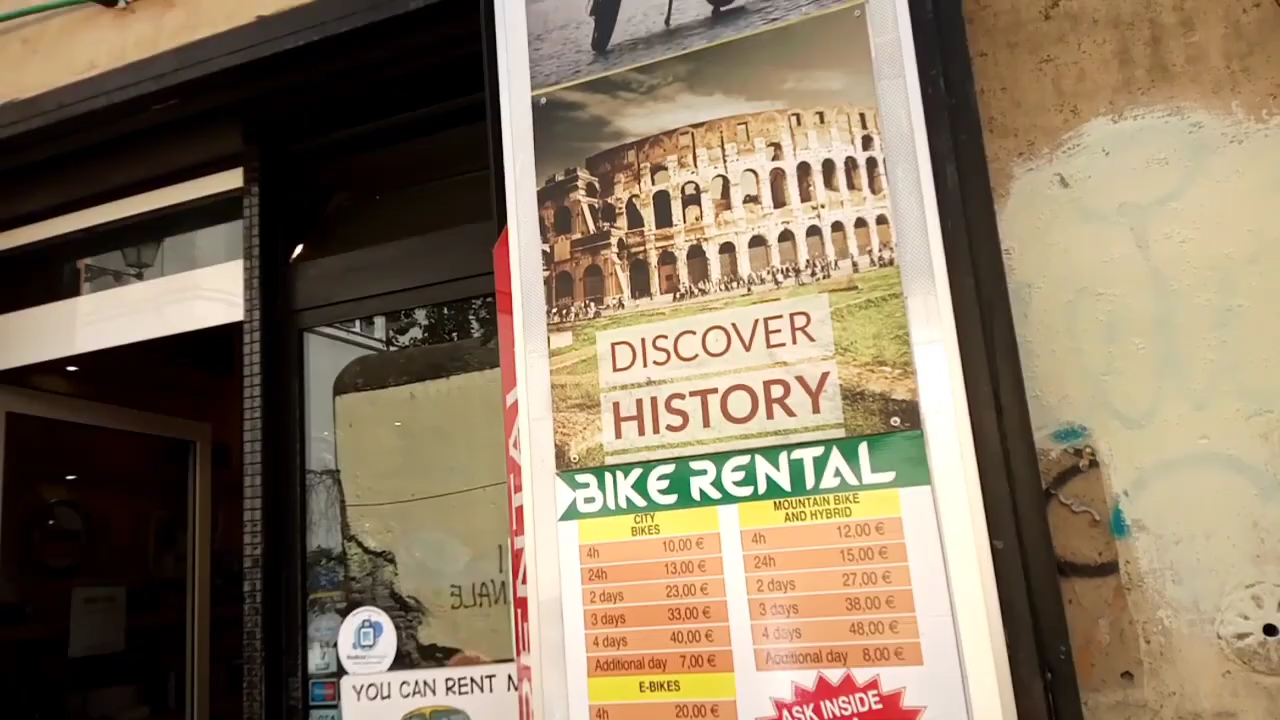 DISCOVER
HISTORY
BIKE RENTAL
CITY
BIKES
4h 10,00 €
24h 13,00 €
2 days 23,00 €
3 days 33,00 €
4 days 40,00 €
Additional day 7,00 €
E-BIKES
4h 20,00 €
MOUNTAIN BIKE
AND HYBRID
4h 12,00 €
24h 15,00 €
2 days 27,00 €
3 days 38,00 €
4 days 48,00 €
Additional day 8,00 €
ASK INSIDE
YOU CAN RENT
RENTAL